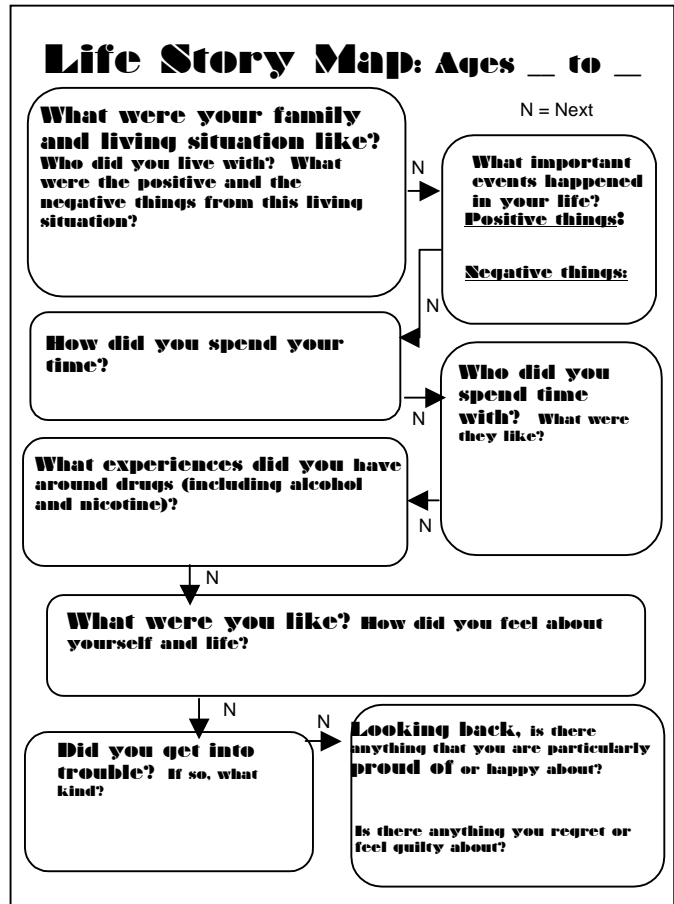 Life Story Map: Ages __ to __
N = Next
What were your family
and living situation like?
Who did you live with? What
were the positive and the
negative things from this living
situation?
N
What important
events happened
in your life?
Positive things:
Negative things:
N
How did you spend your
time?
N
Who did you
spend time
with? What were
they like?
N
What experiences did you have
around drugs (including alcohol
and nicotine)?
N
What were you like? How did you feel about
yourself and life?
N
Did you get into
trouble? If so, what
kind?
N
Looking back, is there
anything that you are particularly
proud of or happy about?
Is there anything you regret or
feel guilty about?